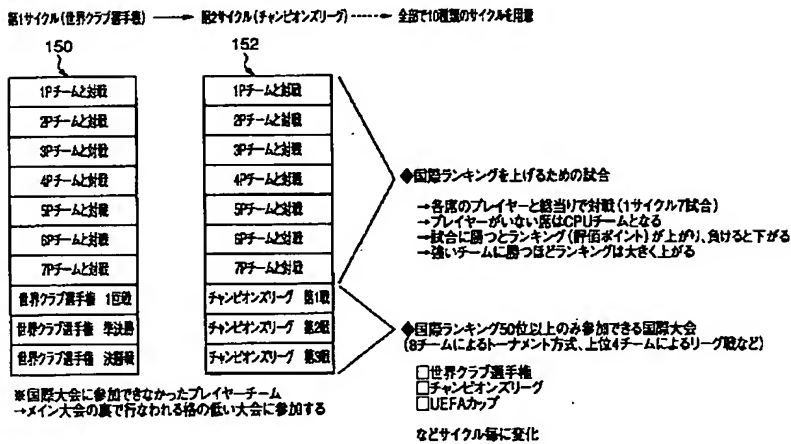 第1サイクル(世界クラブ選手権) → 第2サイクル(チャンピオンズリーグ) → 全部で10種類のサイクルを用意
150
1Pチームと対戦
2Pチームと対戦
3Pチームと対戦
4Pチームと対戦
5Pチームと対戦
6Pチームと対戦
7Pチームと対戦
世界クラブ選手権 1回戦
世界クラブ選手権 準決勝
世界クラブ選手権 決勝戦
※国際大会に参加できなかったプレイヤーチーム
→メイン大会の裏で行なわれる格の低い大会に参加する
152
1Pチームと対戦
2Pチームと対戦
3Pチームと対戦
4Pチームと対戦
5Pチームと対戦
6Pチームと対戦
7Pチームと対戦
チャンピオンズリーグ 第1戦
チャンピオンズリーグ 第2戦
チャンピオンズリーグ 第3戦
◆国際ランキングを上げるための試合
→各席のプレイヤーと総当りで対戦(1サイクル7試合)
→プレイヤーがいない席はCPUチームとなる
→試合に勝つとランキング(評価ポイント)が上がり、負けると下がる
→強いチームに勝つほどランキングは大きく上がる
◆国際ランキング50位以上のみ参加できる国際大会
(8チームによるトーナメント方式、上位4チームによるリーグ戦など)
□世界クラブ選手権
□チャンピオンズリーグ
□UEFAカップ
などサイクル毎に変化